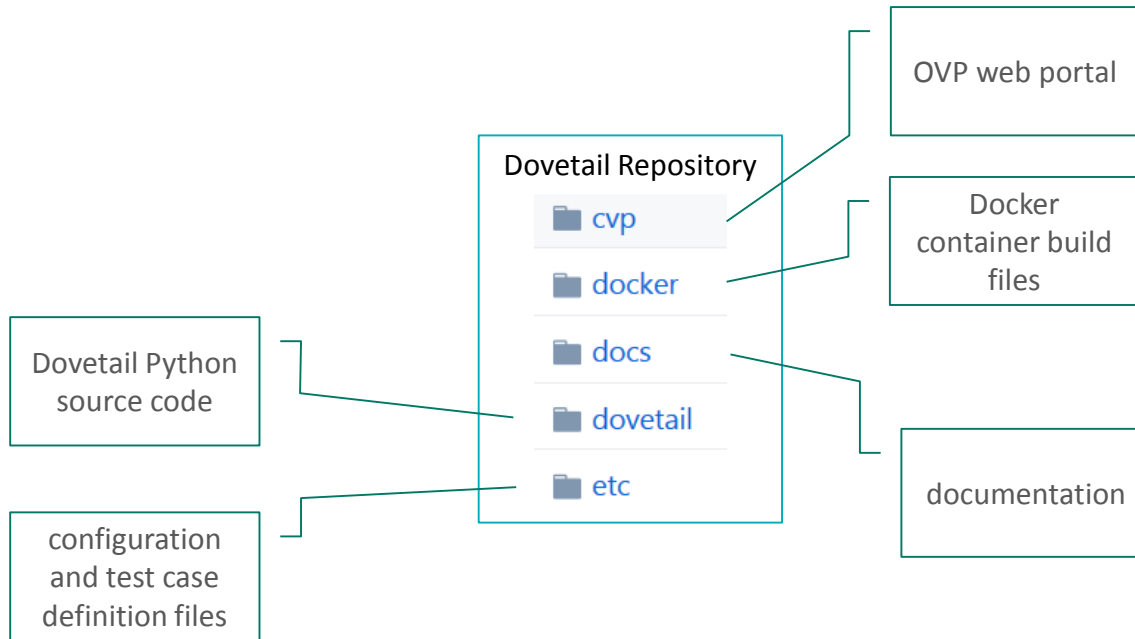 OVP web portal
Dovetail Repository
cvp
docker
docs
dovetail
etc
Docker
container build
files
Dovetail Python
source code
documentation
configuration
and test case
definition files